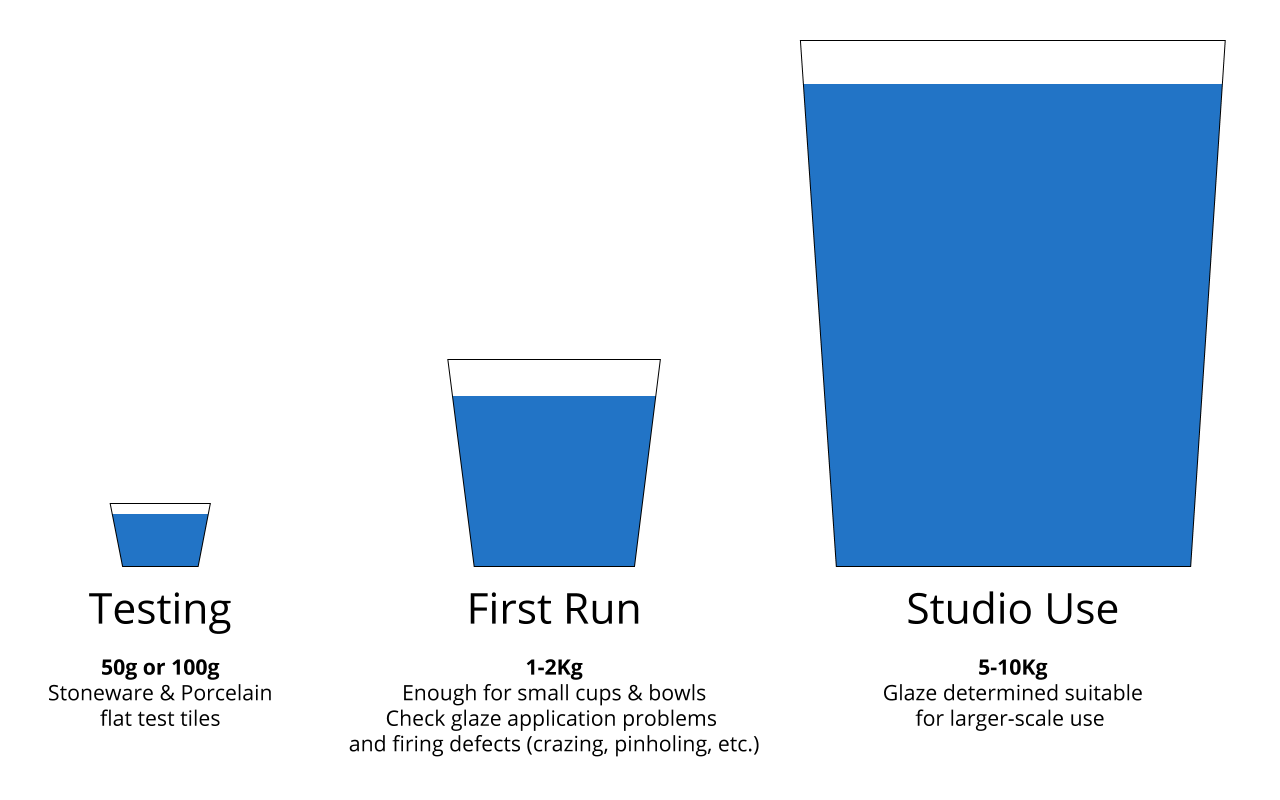 Testing
50g or 100g
Stoneware & Porcelain
flat test tiles
First Run
1-2Kg
Enough for small cups & bowls
Check glaze application problems
and firing defects (crazing, pinholing, etc.)
Studio Use
5-10Kg
Glaze determined suitable
for larger-scale use